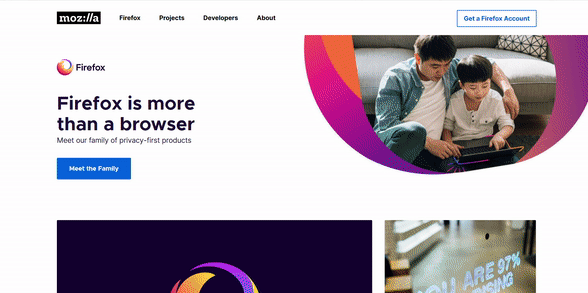 moz://a
Firefox
Projects
Developers
About
Get a Firefox Account
Firefox
Firefox is more
than a browser
Meet our family of privacy-first products
Meet the Family
YOU ARE 97%